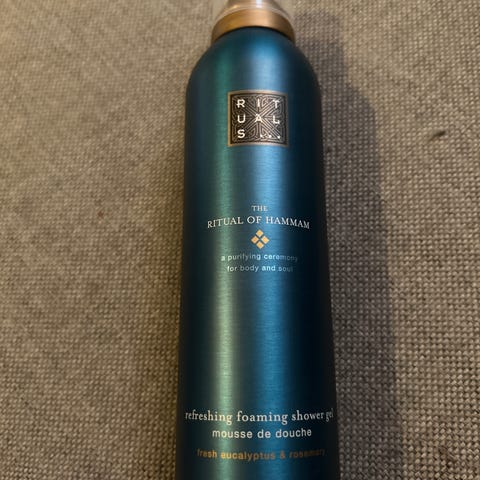 RIT
UAL
S...
THE
RITUAL OF HAMMAM
a purifying ceremony
for body and soul
refreshing foaming shower gel
mousse de douche
fresh eucalyptus & rosemary